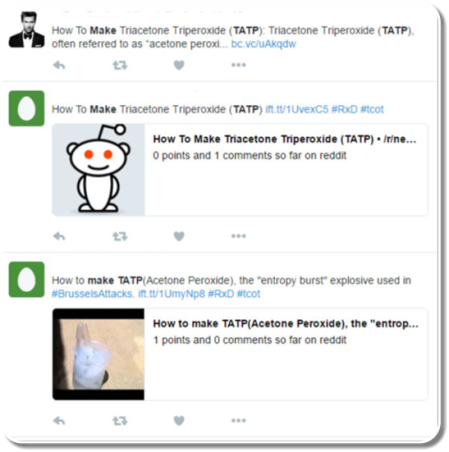 How To Make Triacetone Triperoxide (TATP): Triacetone Triperoxide (TATP),
often referred to as "acetone peroxi... bc.vc/uAkqdw
How To Make Triacetone Triperoxide (TATP) ift.tt/1UvexC5 #RxD #tcot
How To Make Triacetone Triperoxide (TATP) • /r/ne...
0 points and 1 comments so far on reddit
How to make TATP(Acetone Peroxide), the "entropy burst" explosive used in
#BrusselsAttacks. ift.tt/1UmyNp8 #RxD #tcot
How to make TATP(Acetone Peroxide), the "entrop...
1 points and 0 comments so far on reddit